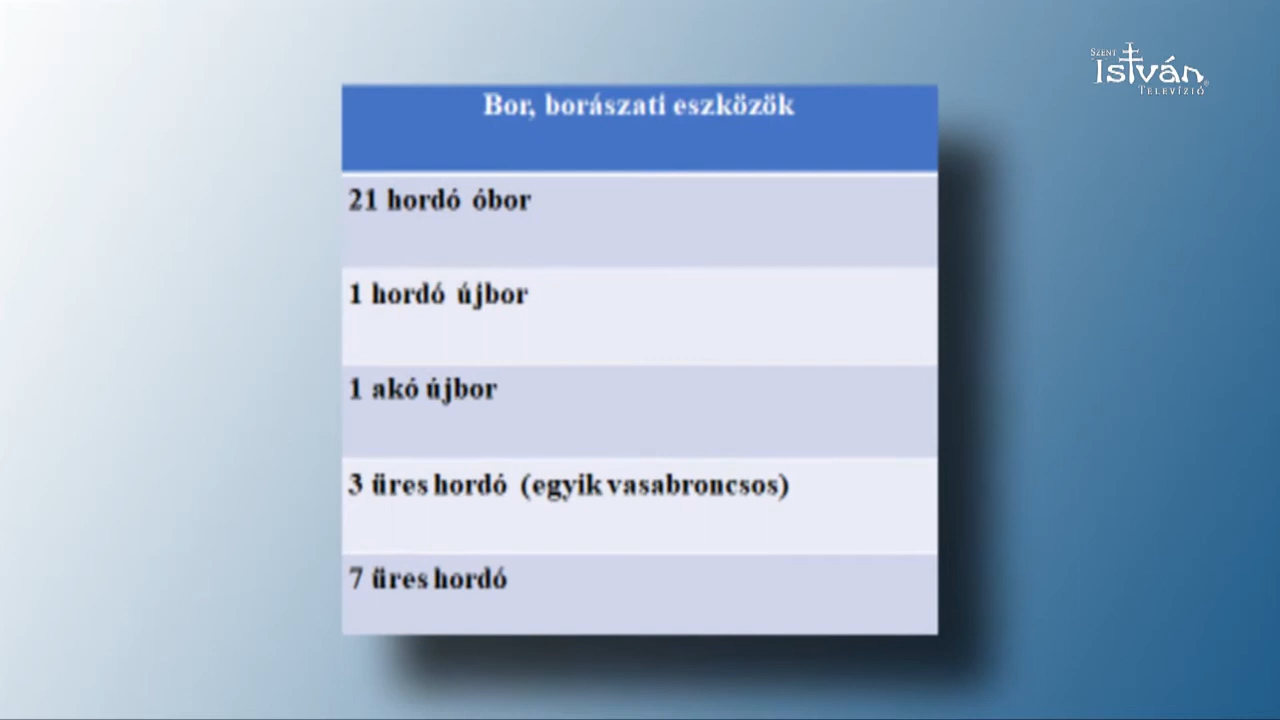 Szent
István
Televízió
Bor, borászati eszközök
21 hordó óbor
1 hordó újbor
1 akó újbor
3 üres hordó (egyik vasabroncsos)
7 üres hordó